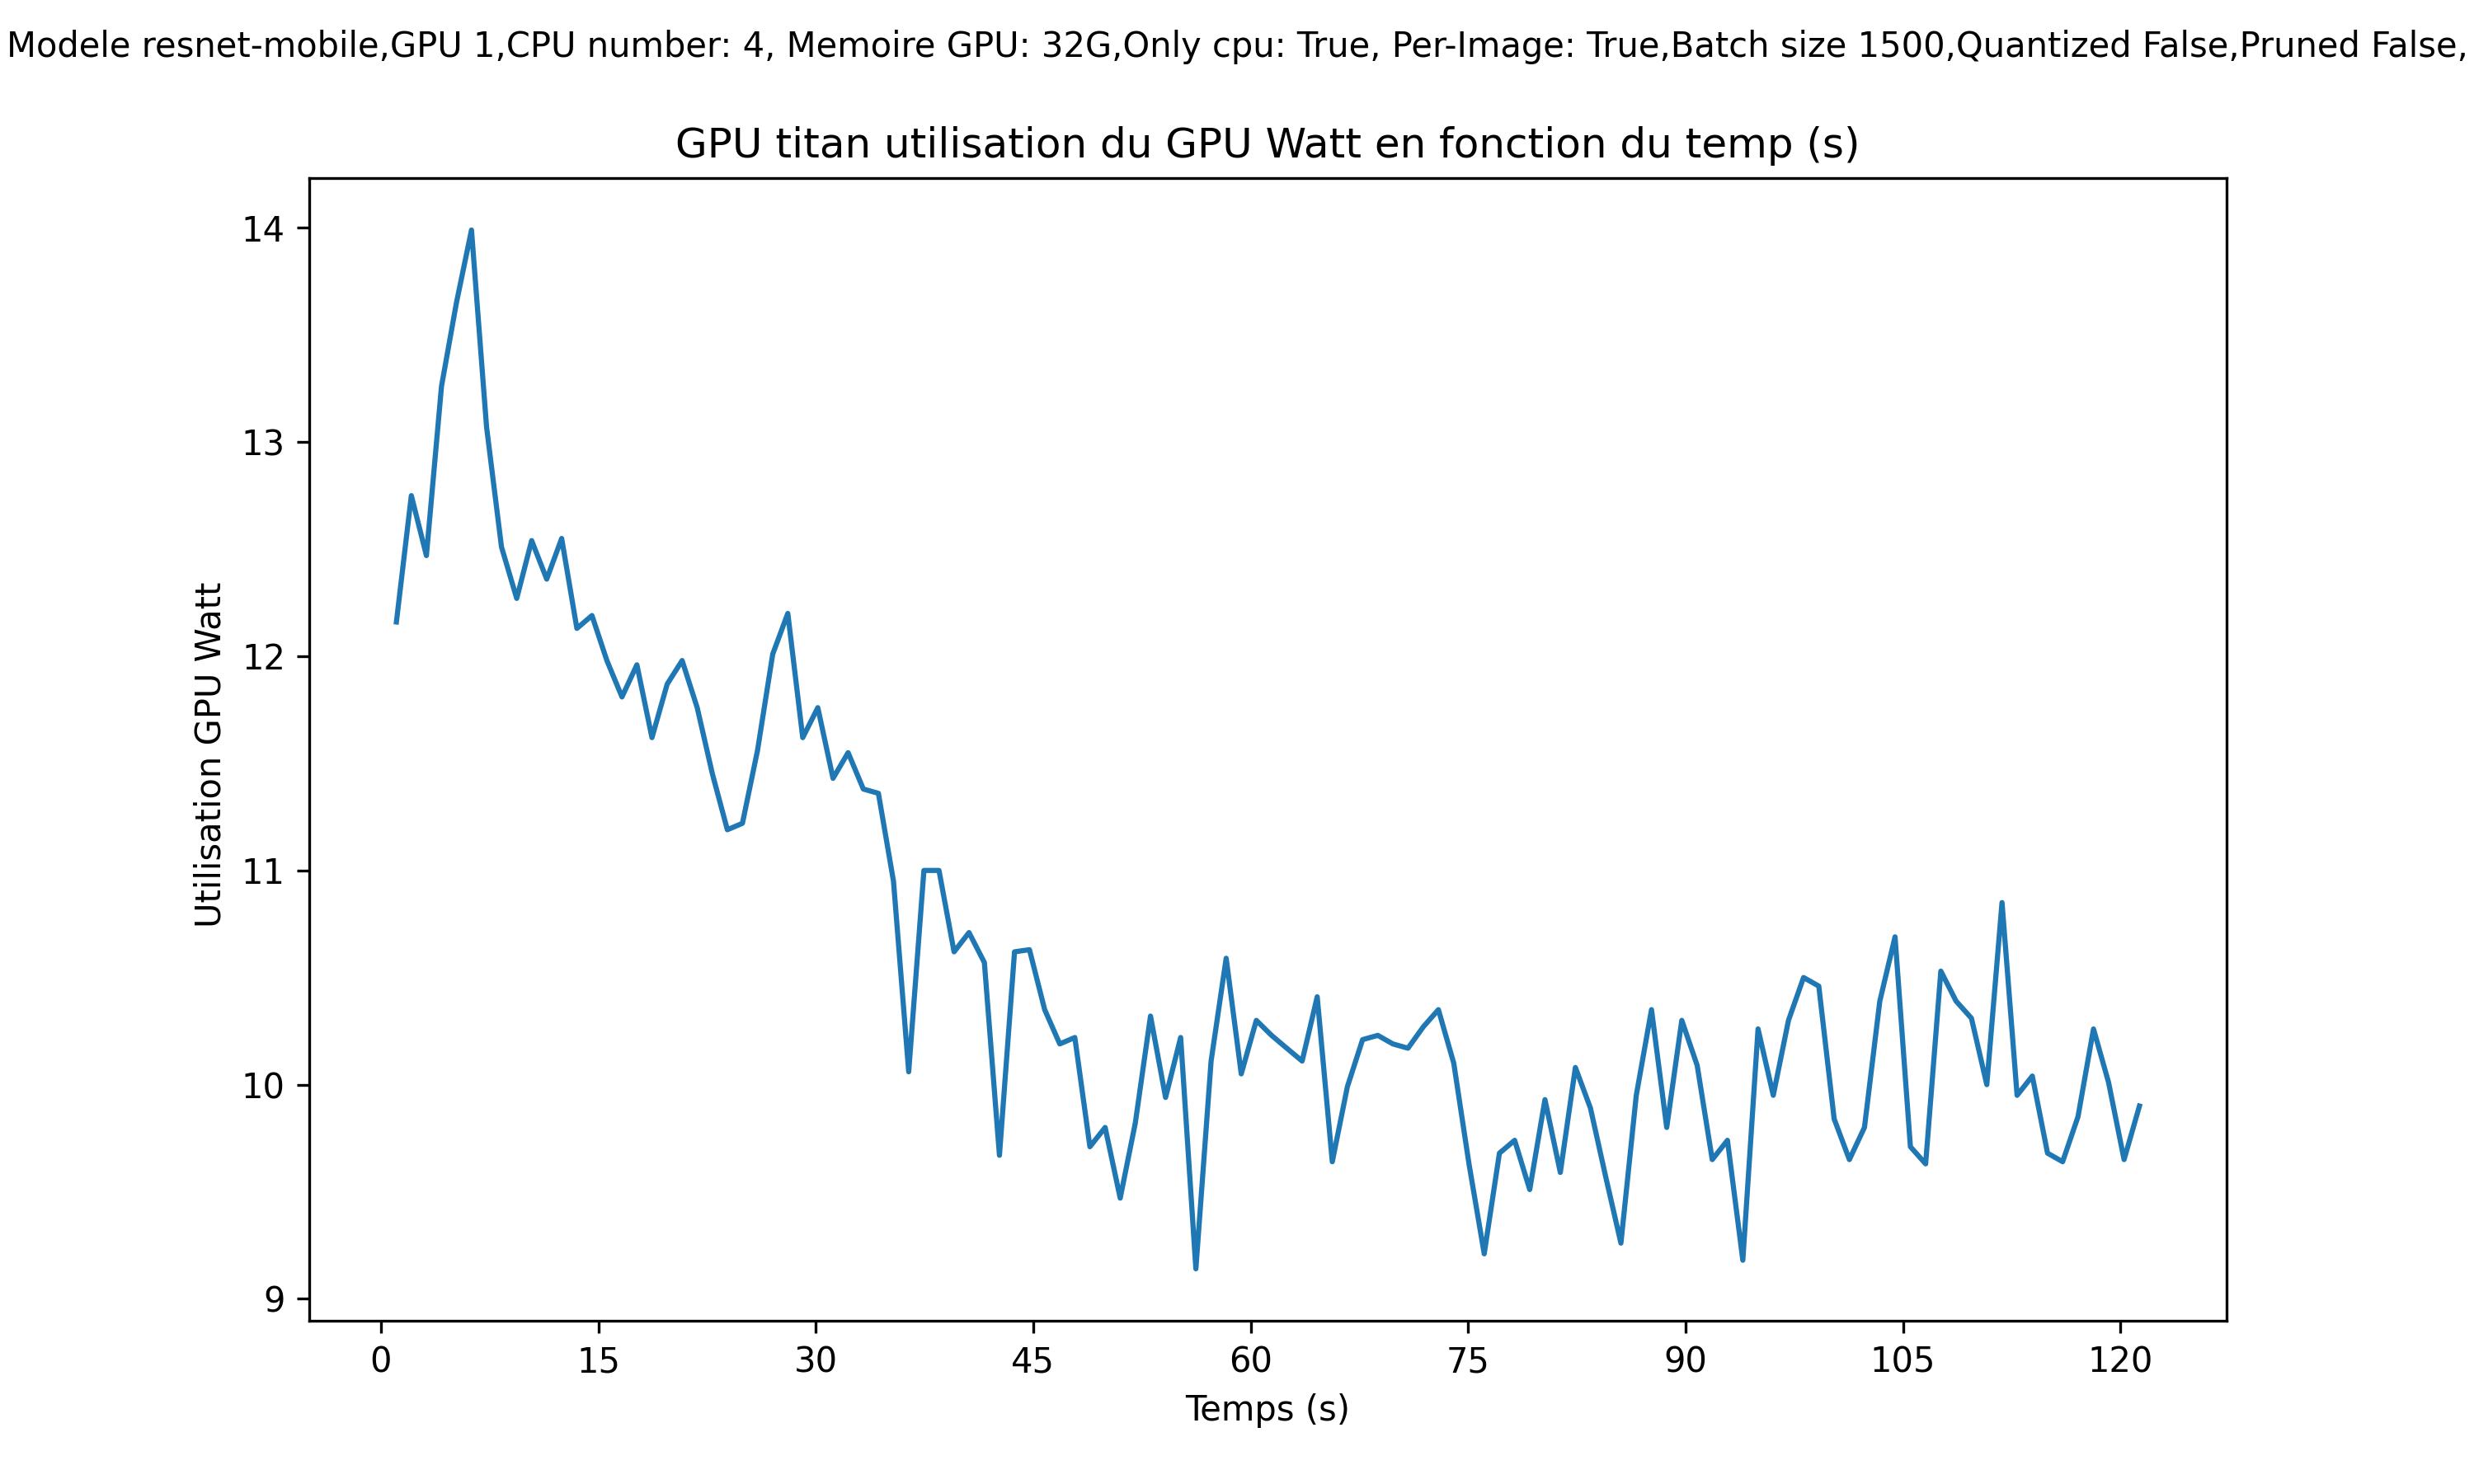 Modele resnet-mobile,GPU 1,CPU number: 4, Memoire GPU: 32G,Only cpu: True, Per-Image: True,Batch size 1500,Quantized False,Pruned False,
GPU titan utilisation du GPU Watt en fonction du temp (s)
Utilisation GPU Watt
14
13
12
11
10
9
0 15 30 45 60 75 90 105 120
Temps (s)